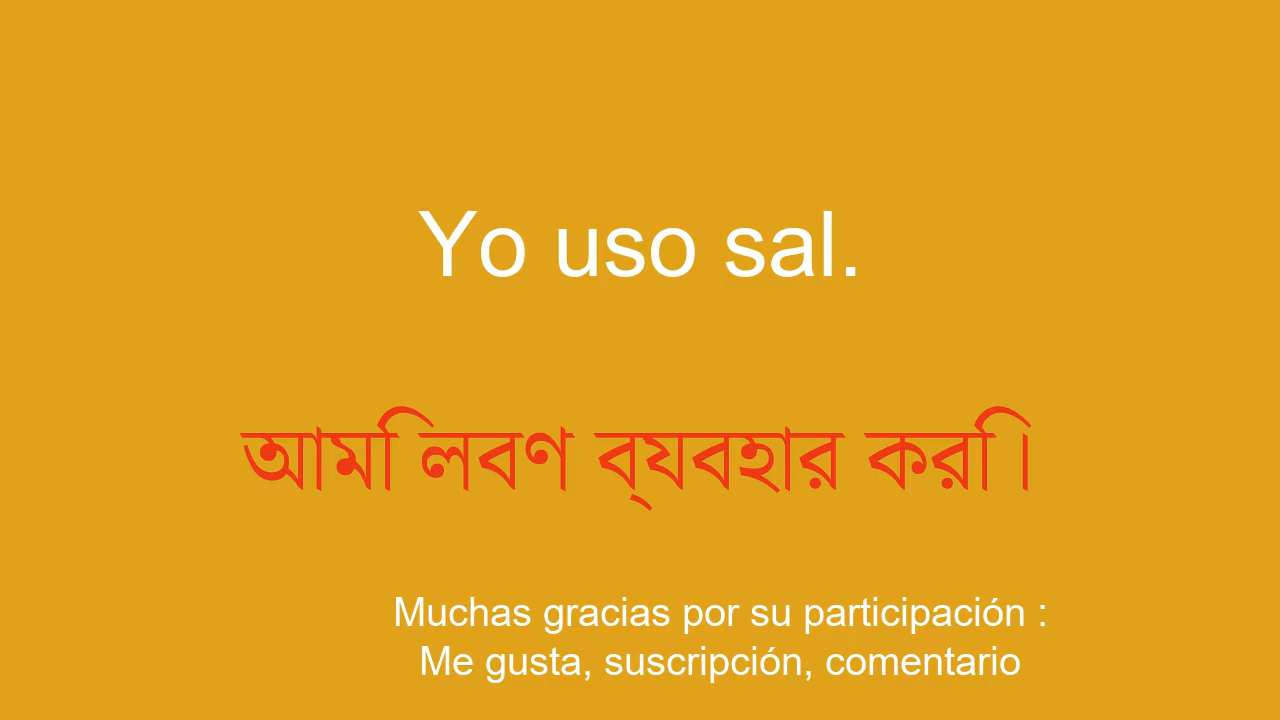 Yo uso sal.
আমি লবণ ব্যবহার করি।
Muchas gracias por su participación :
Me gusta, suscripción, comentario